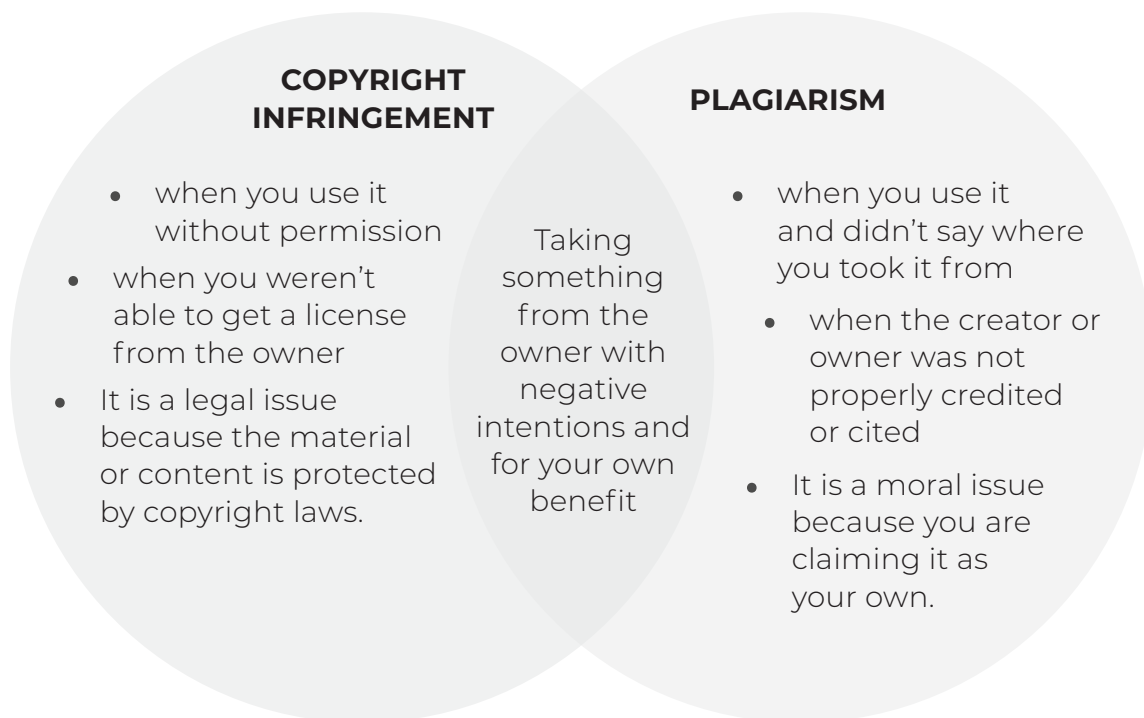 COPYRIGHT
INFRINGEMENT
• when you use it
without permission
• when you weren't
able to get a license
from the owner
• It is a legal issue
because the material
or content is protected
by copyright laws.
Taking
something
from the
owner with
negative
intentions and
for your own
benefit
PLAGIARISM
• when you use it
and didn't say where
you took it from
• when the creator or
owner was not
properly credited
or cited
• It is a moral issue
because you are
claiming it as
your own.